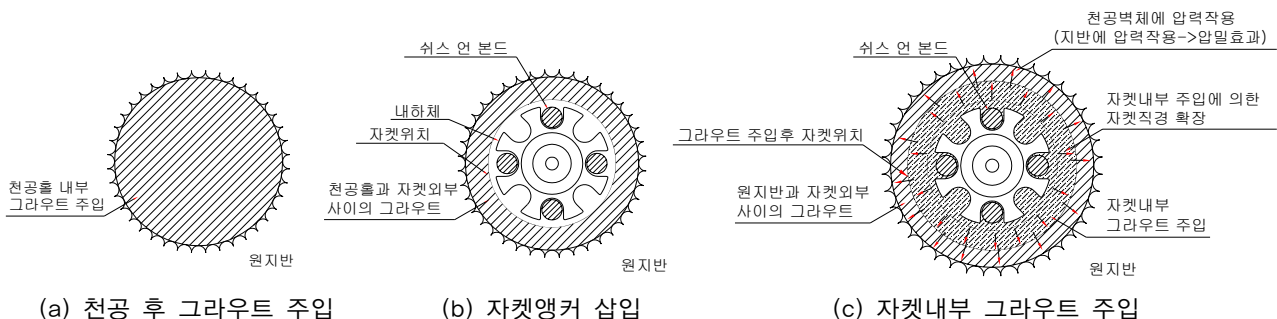 천공홀 내부
그라우트 주입
원지반
(a) 천공 후 그라우트 주입
쉬스 언 본드
내하체
자켓위치
천공홀과 자켓외부
사이의 그라우트
원지반
(b) 자켓앵커 삽입
천공벽체에 압력작용
(지반에 압력작용->압밀효과)
쉬스 언 본드
자켓내부 주입에 의한
자켓직경 확장
그라우트 주입후 자켓위치
원지반과 자켓외부
사이의 그라우트
자켓내부
그라우트 주입
원지반
(c) 자켓내부 그라우트 주입